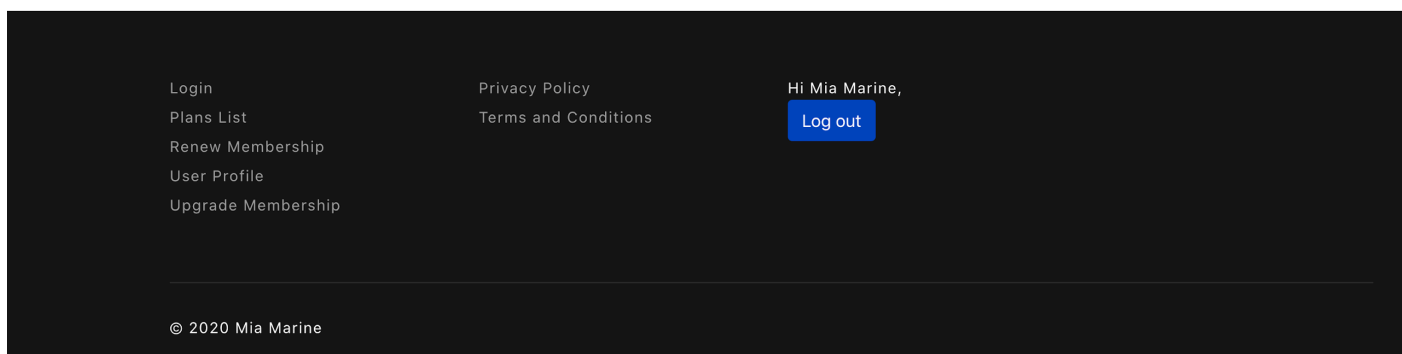 Login
Plans List
Renew Membership
User Profile
Upgrade Membership
Privacy Policy
Terms and Conditions
Hi Mia Marine,
Log out
© 2020 Mia Marine